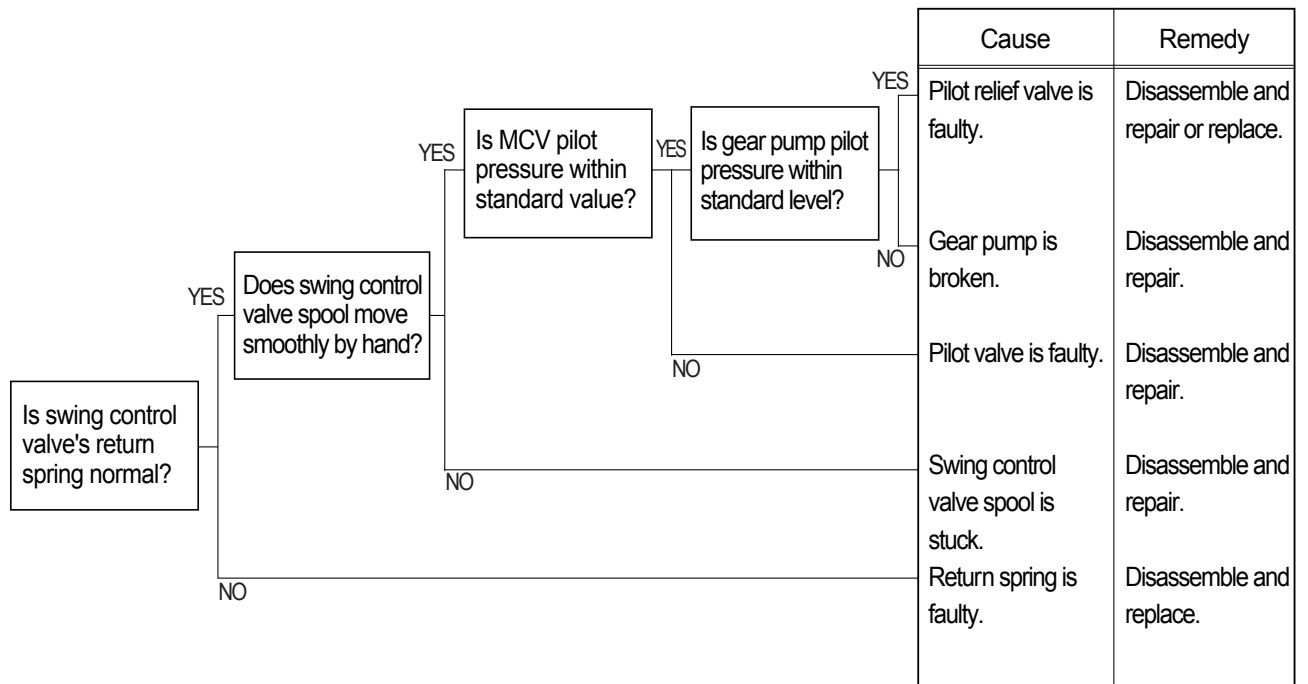 Cause
Remedy
YES
Pilot relief valve is
faulty.
Disassemble and
repair or replace.
YES
Is MCV pilot
pressure within
standard value?
YES
Is gear pump pilot
pressure within
standard level?
NO
Gear pump is
broken.
Disassemble and
repair.
YES
Does swing control
valve spool move
smoothly by hand?
NO
Pilot valve is faulty.
Disassemble and
repair.
Is swing control
valve's return
spring normal?
NO
Swing control
valve spool is
stuck.
Disassemble and
repair.
NO
Return spring is
faulty.
Disassemble and
replace.